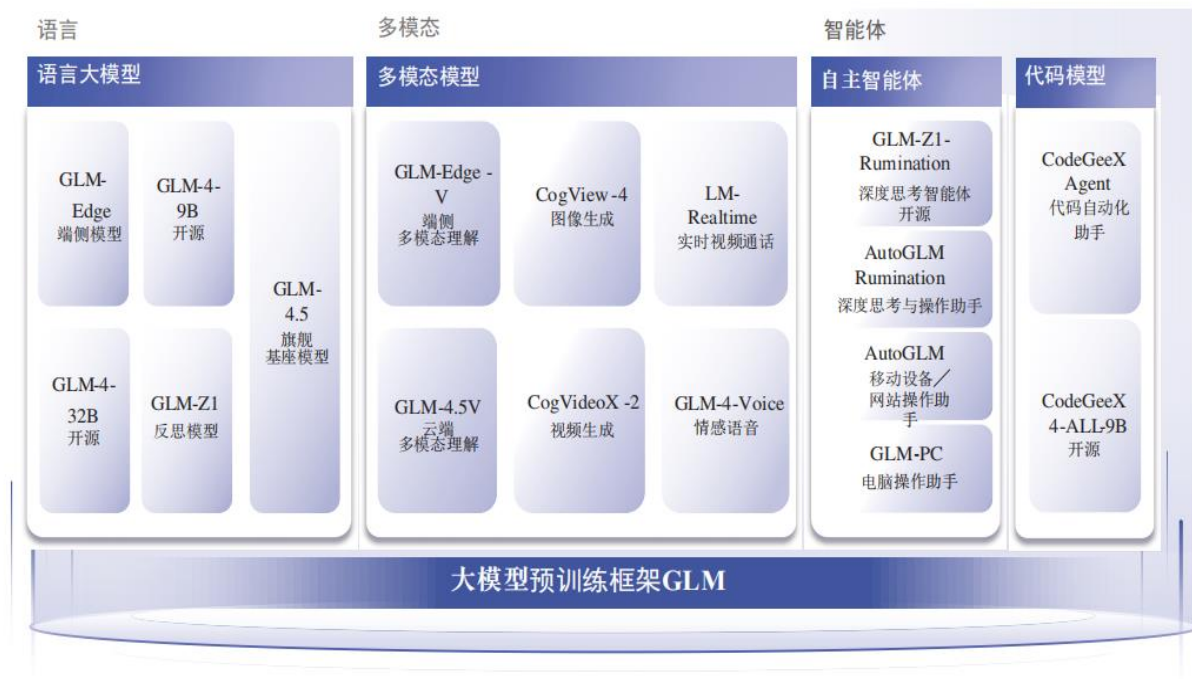 语言
多模态
智能体
语言大模型
多模态模型
自主智能体
代码模型
GLM-
Edge
端侧模型
GLM-4-
9B
开源
GLM-4-
32B
开源
GLM-Z1
反思模型
GLM-
4.5
旗舰
基座模型
GLM-Edge -
V
端侧
多模态理解
CogView -4
图像生成
LM-
Realtime
实时视频通话
GLM-4.5V
云端
多模态理解
CogVideoX -2
视频生成
GLM-4-Voice
情感语音
GLM-Z1-
Rumination
深度思考智能体
开源
AutoGLM
Rumination
深度思考与操作助手
AutoGLM
移动设备／
网站操作助
手
GLM-PC
电脑操作助手
CodeGeeX
Agent
代码自动化
助手
CodeGeeX
4-ALL-9B
开源
大模型预训练框架GLM